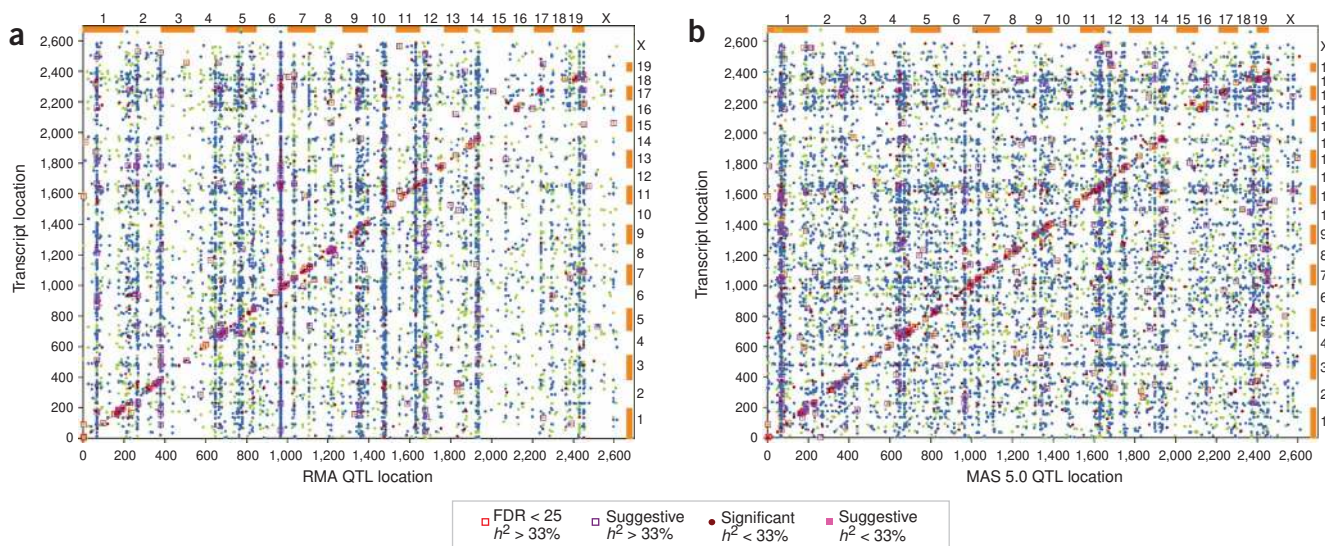 a
1 2 3 4 5 6 7 8 9 10 11 12 13 14 15 16 17 18 19 X
2,600
2,400
2,200
2,000
1,800
1,600
1,400
1,200
1,000
800
600
400
200
0
Transcript location
X
19
18
17
16
15
14
13
12
11
10
9
8
7
6
5
4
3
2
1
0 200 400 600 800 1,000 1,200 1,400 1,600 1,800 2,000 2,200 2,400 2,600
RMA QTL location
b
1 2 3 4 5 6 7 8 9 10 11 12 13 14 15 16 17 18 19 X
2,600
2,400
2,200
2,000
1,800
1,600
1,400
1,200
1,000
800
600
400
200
0
Transcript location
9
8
7
6
5
4
3
2
1
0 200 400 600 800 1,000 1,200 1,400 1,600 1,800 2,000 2,200 2,400 2,600
MAS 5.0 QTL location
FDR < 25
h² > 33%
Suggestive
h² > 33%
Significant
h² < 33%
Suggestive
h² < 33%